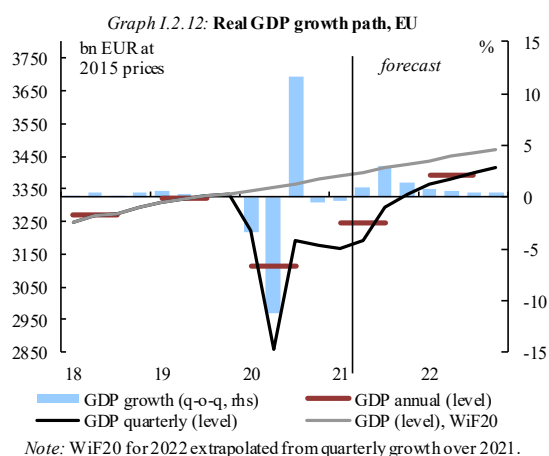 Graph I.2.12: Real GDP growth path, EU
bn EUR at
2015 prices
forecast
%
3750
3650
3550
3450
3350
3250
3150
3050
2950
2850
15
10
5
0
-5
-10
-15
18 19 20 21 22
GDP growth (q-o-q, rhs) GDP annual (level)
GDP quarterly (level) GDP (level), WiF20
Note: WiF20 for 2022 extrapolated from quarterly growth over 2021.